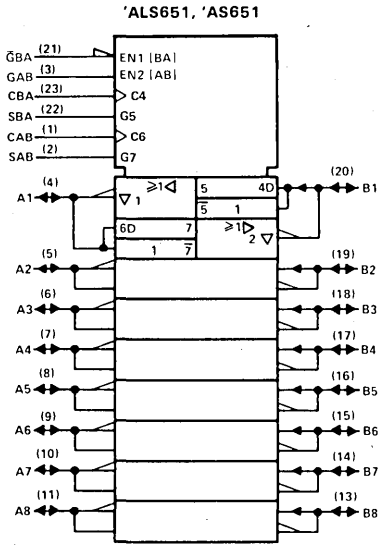 'ALS651, 'AS651
G̅BA (21) EN1 [BA]
GAB (3) EN2 [AB]
CBA (23) C4
SBA (22) G5
CAB (1) C6
SAB (2) G7
A1 (4) ≥1 ▽ 1 5 4D (20) B1
5̅ 1
6D 7 ≥1
1 7̅ 2 ▽
A2 (5) (19) B2
A3 (6) (18) B3
A4 (7) (17) B4
A5 (8) (16) B5
A6 (9) (15) B6
A7 (10) (14) B7
A8 (11) (13) B8